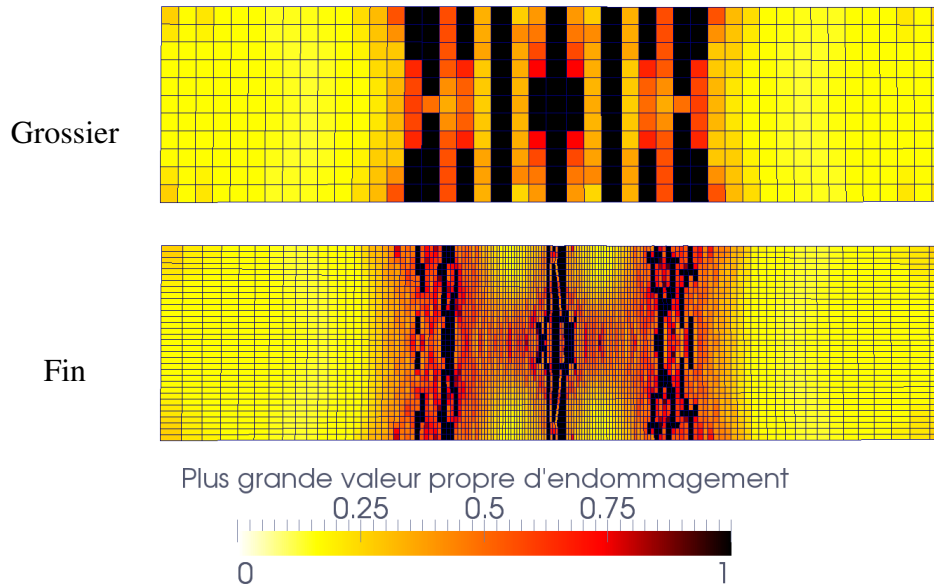 Grossier
Fin
Plus grande valeur propre d'endommagement
0.25 0.5 0.75
0 1